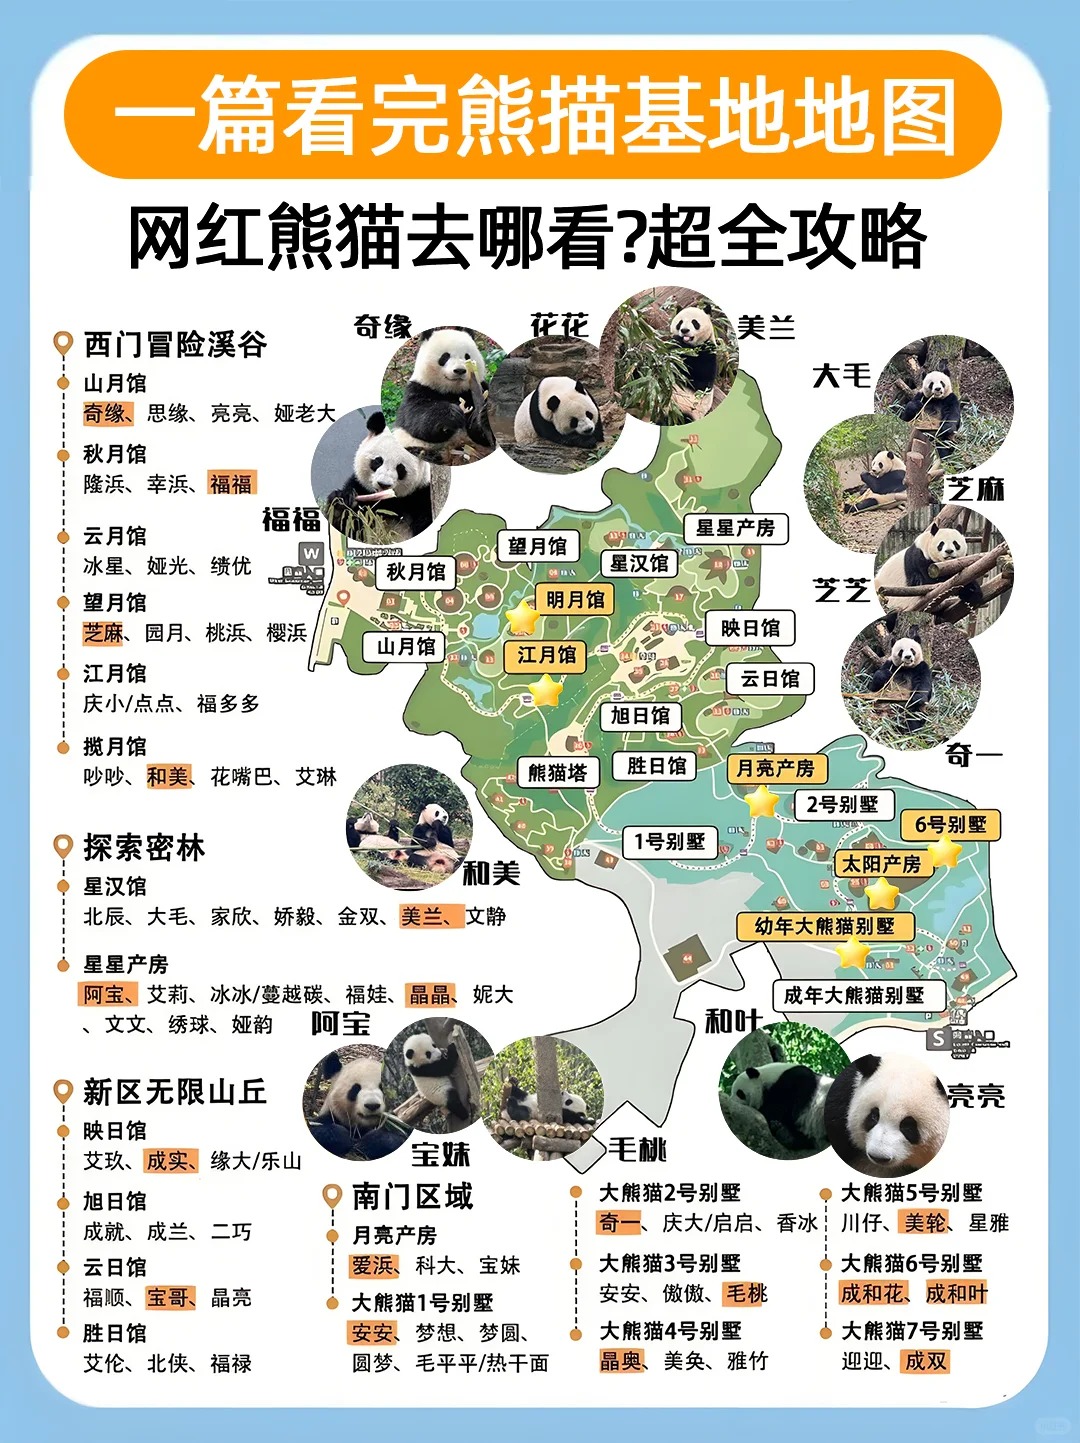 一篇看完熊描基地地图
网红熊猫去哪看?超全攻略
奇缘
花花
美兰
大毛
芝麻
芝芝
奇一
福福
西门冒险溪谷
山月馆
奇缘、思缘、亮亮、娅老大
秋月馆
隆浜、幸浜、福福
云月馆
冰星、娅光、绩优
望月馆
芝麻、园月、桃浜、樱浜
江月馆
庆小/点点、福多多
揽月馆
吵吵、和美、花嘴巴、艾琳
和美
探索密林
星汉馆
北辰、大毛、家欣、娇毅、金双、美兰、文静
星星产房
阿宝、艾莉、冰冰/蔓越碳、福娃、晶晶、妮大
、文文、绣球、娅韵
W
望月馆
星星产房
星汉馆
秋月馆
明月馆
山月馆
江月馆
映日馆
云日馆
旭日馆
熊猫塔
胜日馆
月亮产房
2号别墅
6号别墅
1号别墅
太阳产房
幼年大熊猫别墅
成年大熊猫别墅
S
阿宝
宝妹
毛桃
和叶
亮亮
新区无限山丘
映日馆
艾玖、成实、缘大/乐山
旭日馆
成就、成兰、二巧
云日馆
福顺、宝哥、晶亮
胜日馆
艾伦、北侠、福禄
南门区域
月亮产房
爱浜、科大、宝妹
大熊猫1号别墅
安安、梦想、梦圆、
圆梦、毛平平/热干面
大熊猫2号别墅
奇一、庆大/启启、香冰
大熊猫3号别墅
安安、傲傲、毛桃
大熊猫4号别墅
晶奥、美奂、雅竹
大熊猫5号别墅
川仔、美轮、星雅
大熊猫6号别墅
成和花、成和叶
大熊猫7号别墅
迎迎、成双